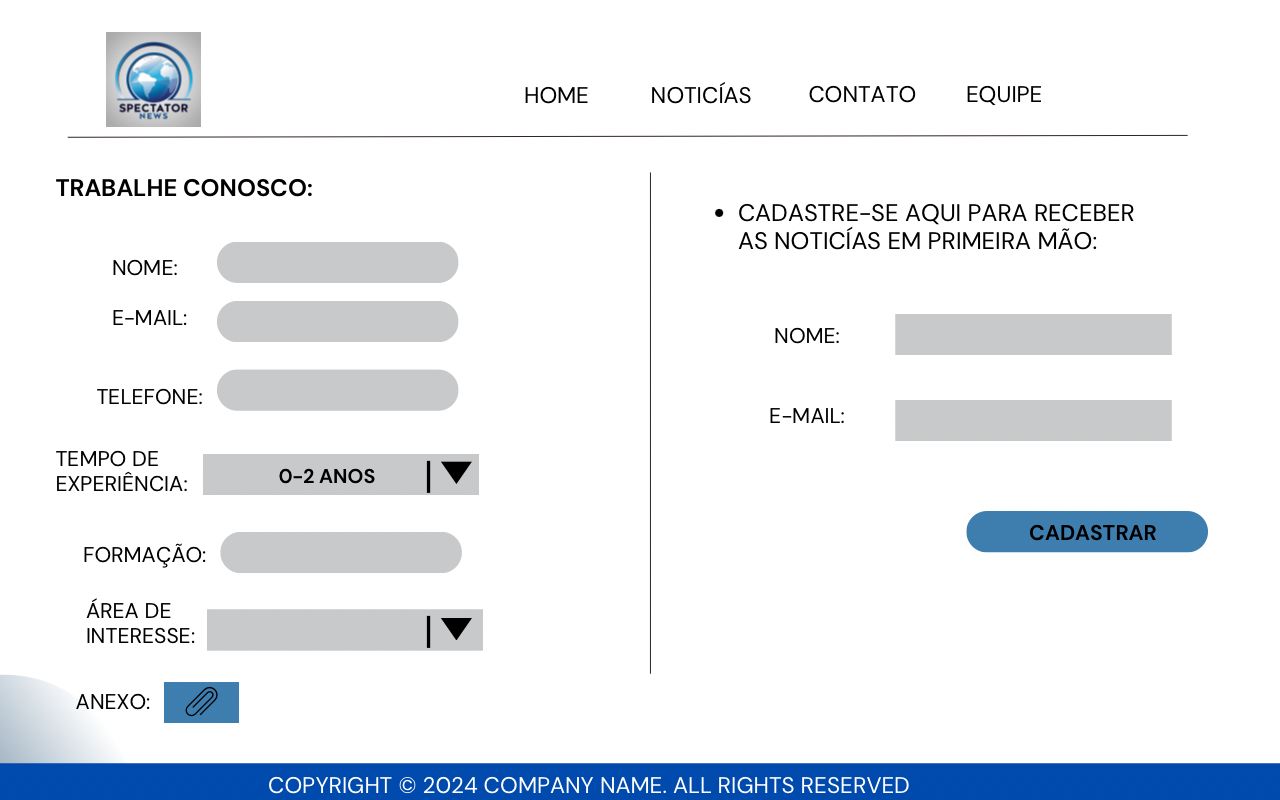 SPECTATOR
NEWS
HOME
NOTICÍAS
CONTATO
EQUIPE
TRABALHE CONOSCO:
NOME:
E-MAIL:
TELEFONE:
TEMPO DE
EXPERIÊNCIA:
0-2 ANOS
FORMAÇÃO:
ÁREA DE
INTERESSE:
ANEXO:
• CADASTRE-SE AQUI PARA RECEBER
AS NOTICÍAS EM PRIMEIRA MÃO:
NOME:
E-MAIL:
CADASTRAR
COPYRIGHT © 2024 COMPANY NAME. ALL RIGHTS RESERVED